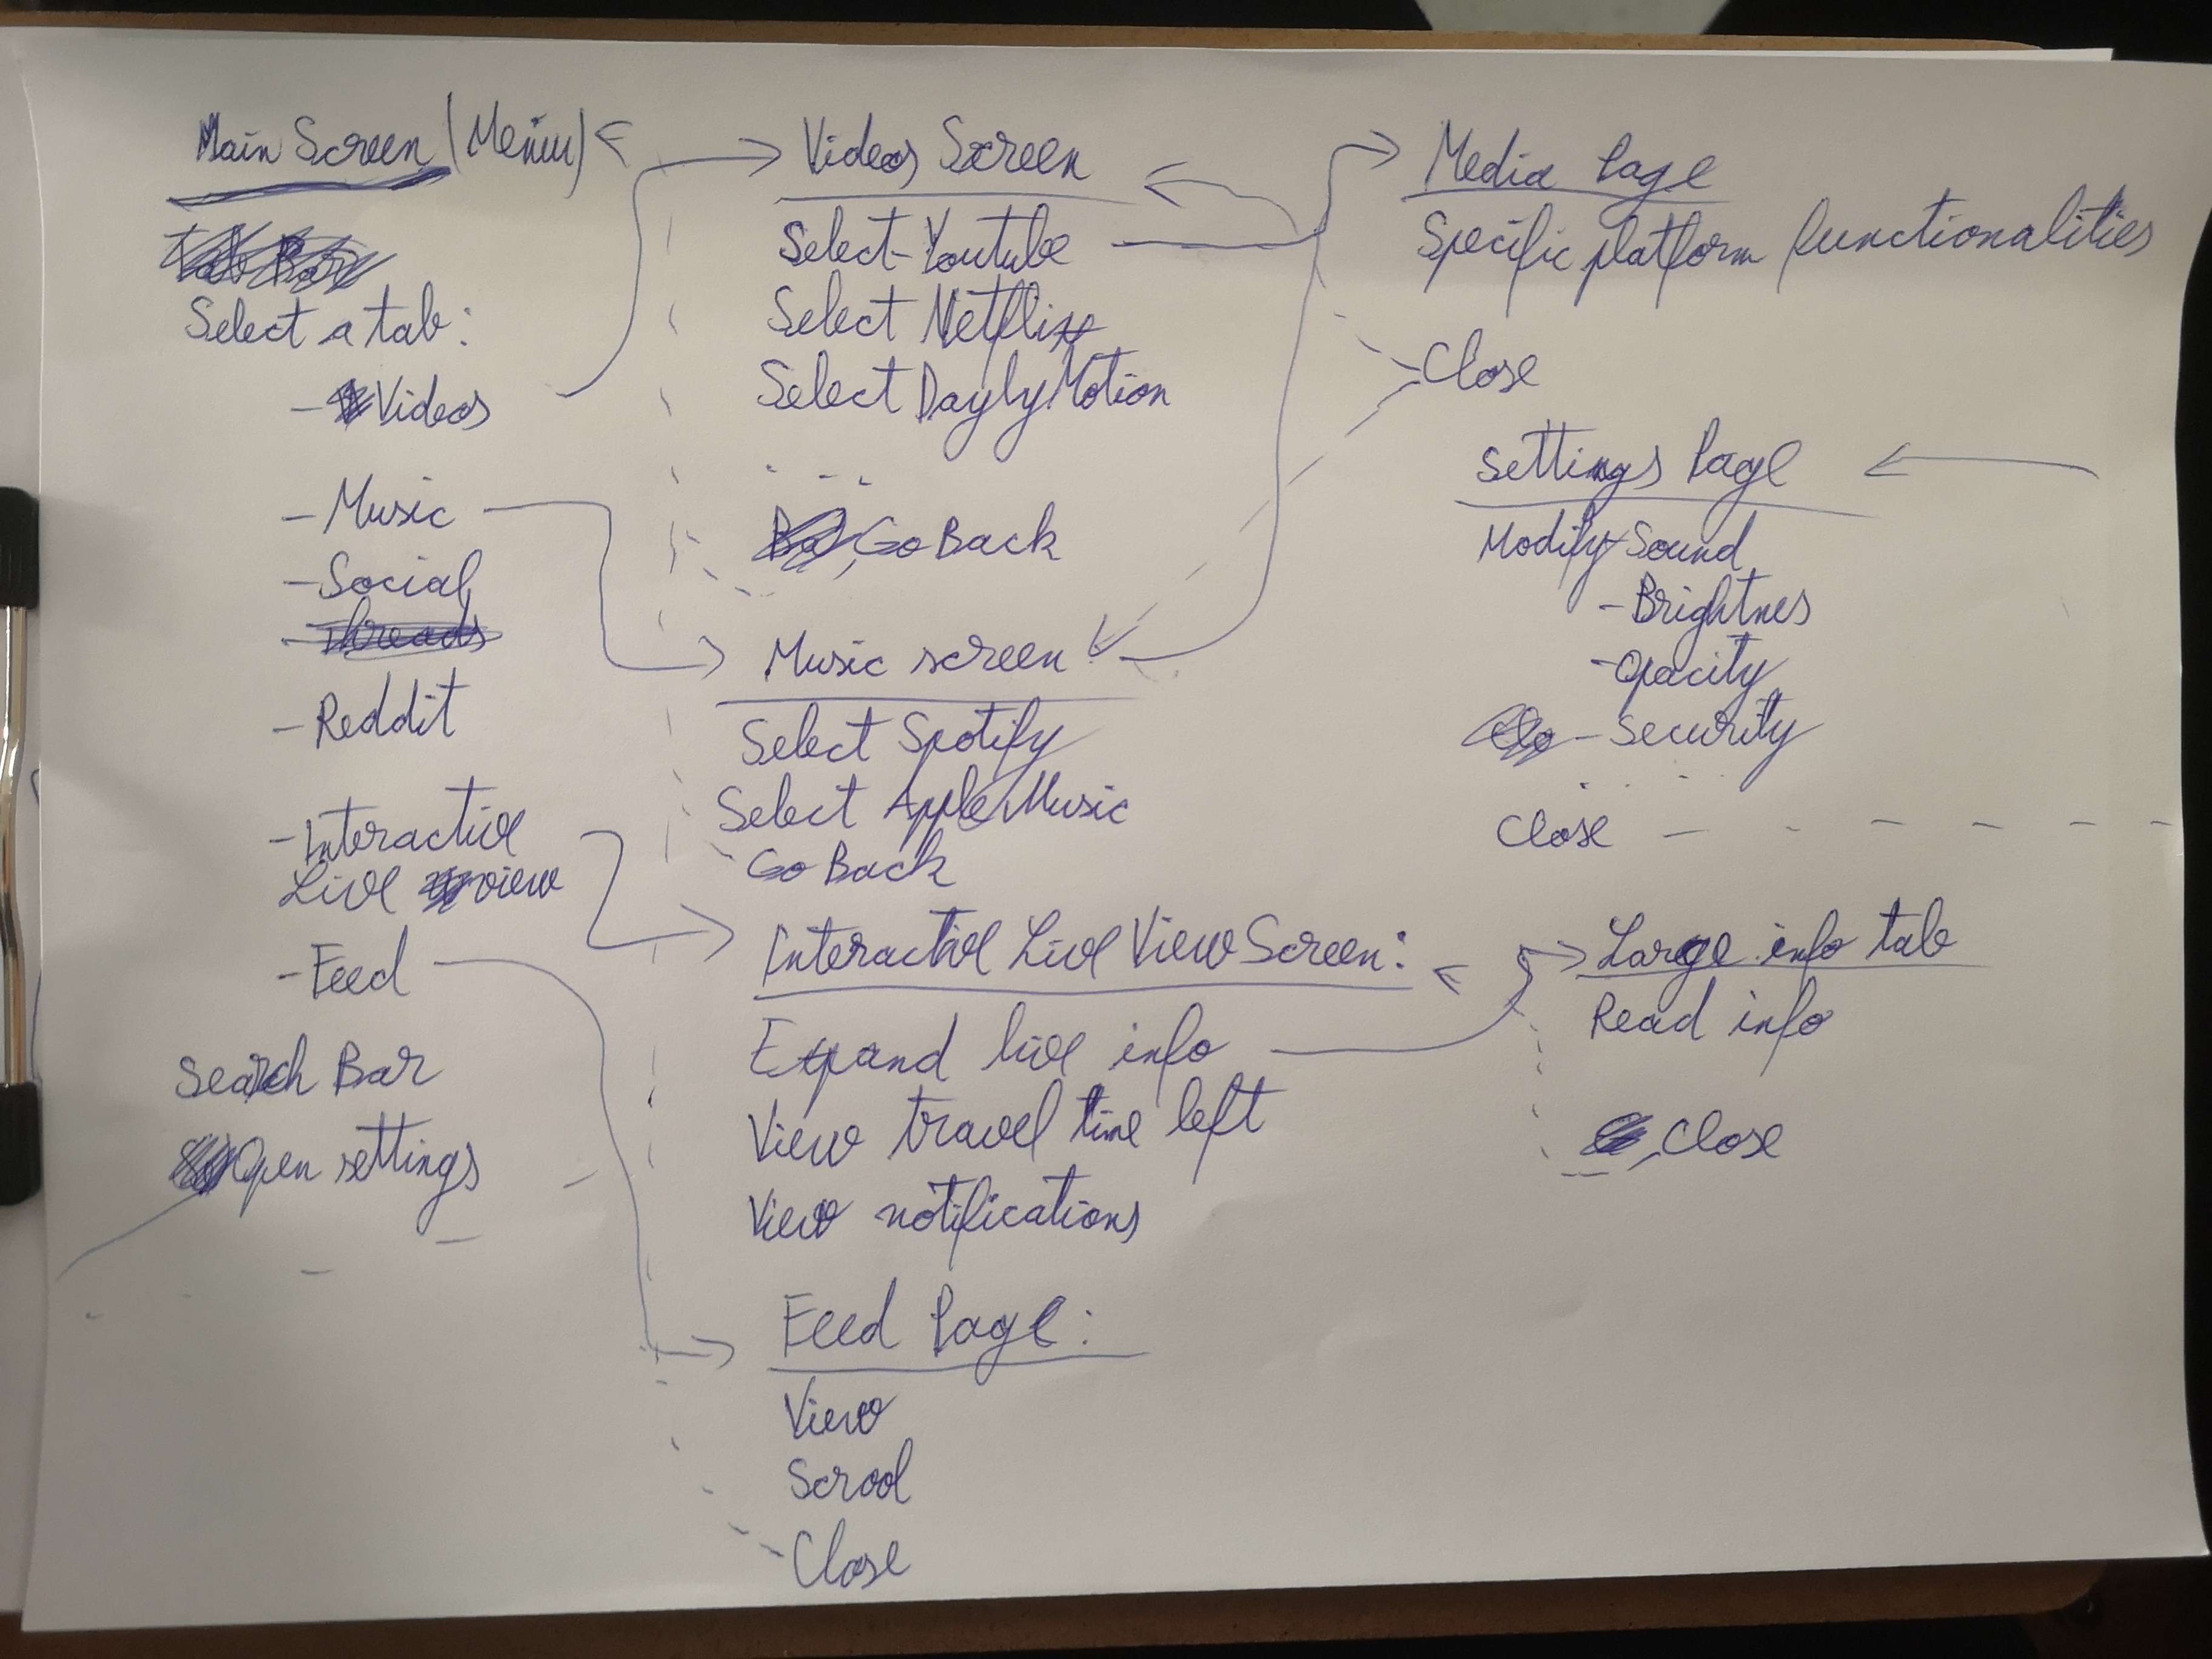 Main Screen (Meniu)
Select a tab:
- Videos
- Music
- Social
- Threads
- Reddit
- Interactive
Live view
- Feed
Search Bar
Open settings
Videos Screen
Select Youtube
Select Netflix
Select DaylyMotion
. . . .
Go Back
Music screen
Select Spotify
Select Apple Music
Go Back
Interactive Live View Screen:
Expand live info
View travel time left
View notifications
Feed Page:
View
Scrool
Close
Media Page
Specific platform functionalities
Close
Settings Page
Modify Sound
- Brightnes
- Opacity
- Security
. . .
Close
Large info tab
Read info
Close